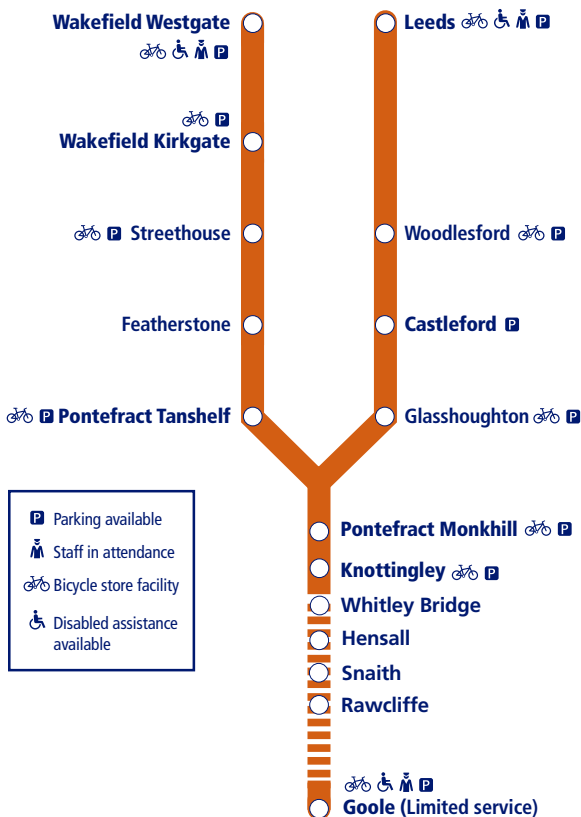 Wakefield Westgate
P
Leeds P
P
Wakefield Kirkgate
P Streethouse
Woodlesford P
Featherstone
Castleford P
P Pontefract Tanshelf
Glasshoughton P
P Parking available
Staff in attendance
Bicycle store facility
Disabled assistance
available
Pontefract Monkhill P
Knottingley P
Whitley Bridge
Hensall
Snaith
Rawcliffe
P
Goole (Limited service)